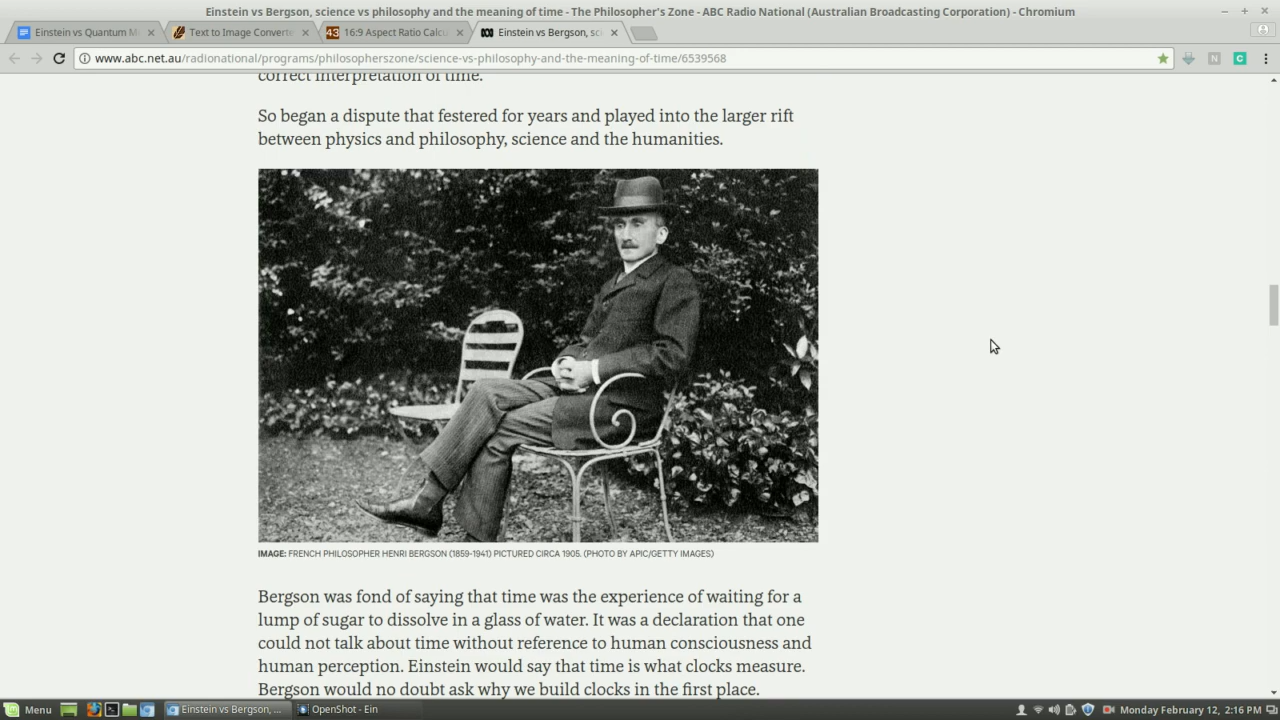 Einstein vs Bergson, science vs philosophy and the meaning of time - The Philosopher's Zone - ABC Radio National (Australian Broadcasting Corporation) - Chromium
Einstein vs Quantum M
Text to Image Converte
43 16:9 Aspect Ratio Calcu
Einstein vs Bergson, sci
www.abc.net.au/radionational/programs/philosopherszone/science-vs-philosophy-and-the-meaning-of-time/6539568
N
C
correct interpretation of time.
So began a dispute that festered for years and played into the larger rift
between physics and philosophy, science and the humanities.
IMAGE: FRENCH PHILOSOPHER HENRI BERGSON (1859-1941) PICTURED CIRCA 1905. (PHOTO BY APIC/GETTY IMAGES)
Bergson was fond of saying that time was the experience of waiting for a
lump of sugar to dissolve in a glass of water. It was a declaration that one
could not talk about time without reference to human consciousness and
human perception. Einstein would say that time is what clocks measure.
Bergson would no doubt ask why we build clocks in the first place.
Menu
Einstein vs Bergson, ...
OpenShot - Ein
Monday February 12, 2:16 PM